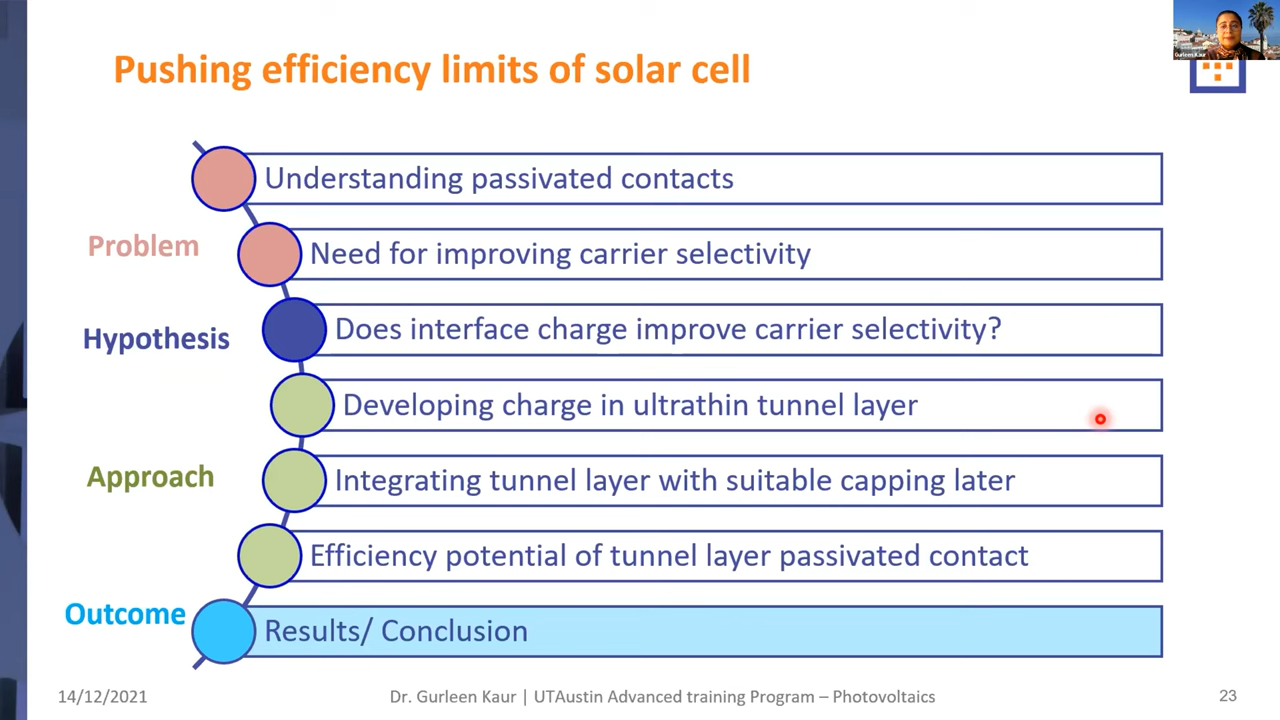 Pushing efficiency limits of solar cell
Gurleen Kaur
Understanding passivated contacts
Problem
Need for improving carrier selectivity
Hypothesis
Does interface charge improve carrier selectivity?
Developing charge in ultrathin tunnel layer
Approach
Integrating tunnel layer with suitable capping later
Efficiency potential of tunnel layer passivated contact
Outcome
Results/ Conclusion
14/12/2021
Dr. Gurleen Kaur | UTAustin Advanced training Program – Photovoltaics
23